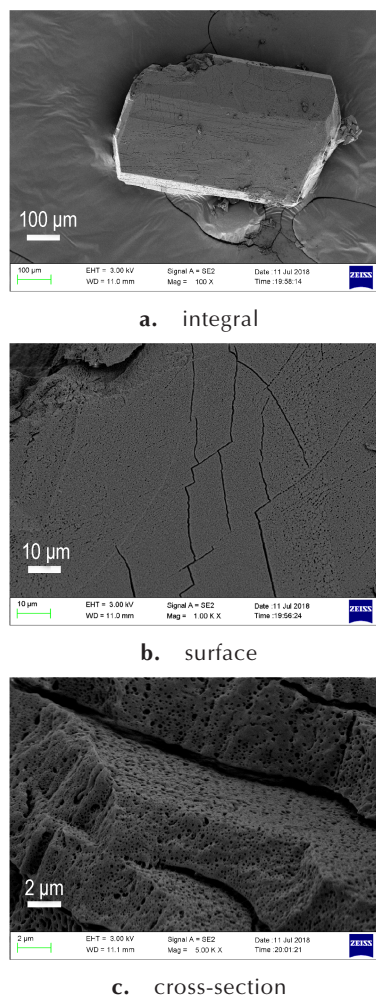 100 µm
100 µm EHT = 3.00 kV Signal A = SE2 Date :11 Jul 2018 ZEISS
WD = 11.0 mm Mag = 100 X Time :19:58:14
a. integral
10 µm
10 µm EHT = 3.00 kV Signal A = SE2 Date :11 Jul 2018 ZEISS
WD = 11.0 mm Mag = 1.00 K X Time :19:56:24
b. surface
2 µm
2 µm EHT = 3.00 kV Signal A = SE2 Date :11 Jul 2018 ZEISS
WD = 11.1 mm Mag = 5.00 K X Time :20:01:21
c. cross-section